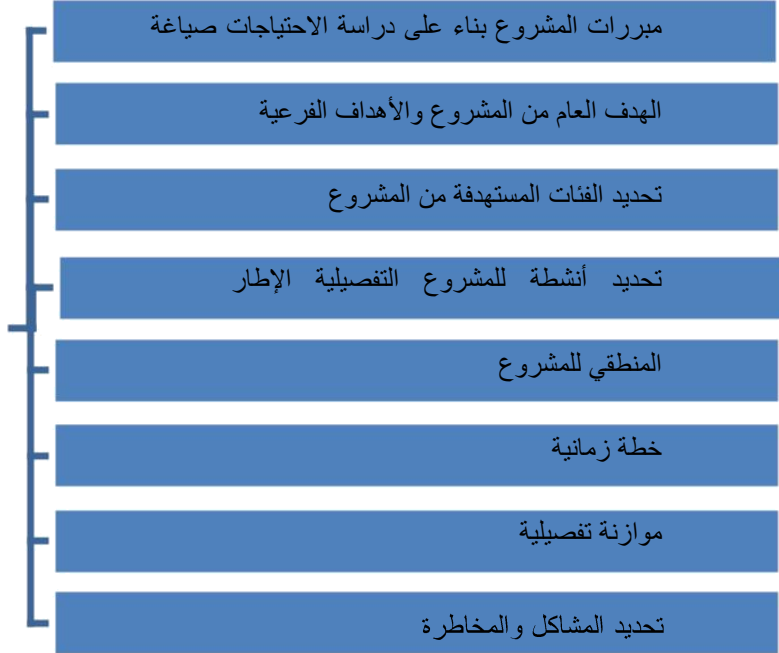 مبررات المشروع بناء على دراسة الاحتياجات صياغة
الهدف العام من المشروع والأهداف الفرعية
تحديد الفئات المستهدفة من المشروع
تحديد أنشطة للمشروع التفصيلية الإطار
المنطقي للمشروع
خطة زمانية
موازنة تفصيلية
تحديد المشاكل والمخاطرة